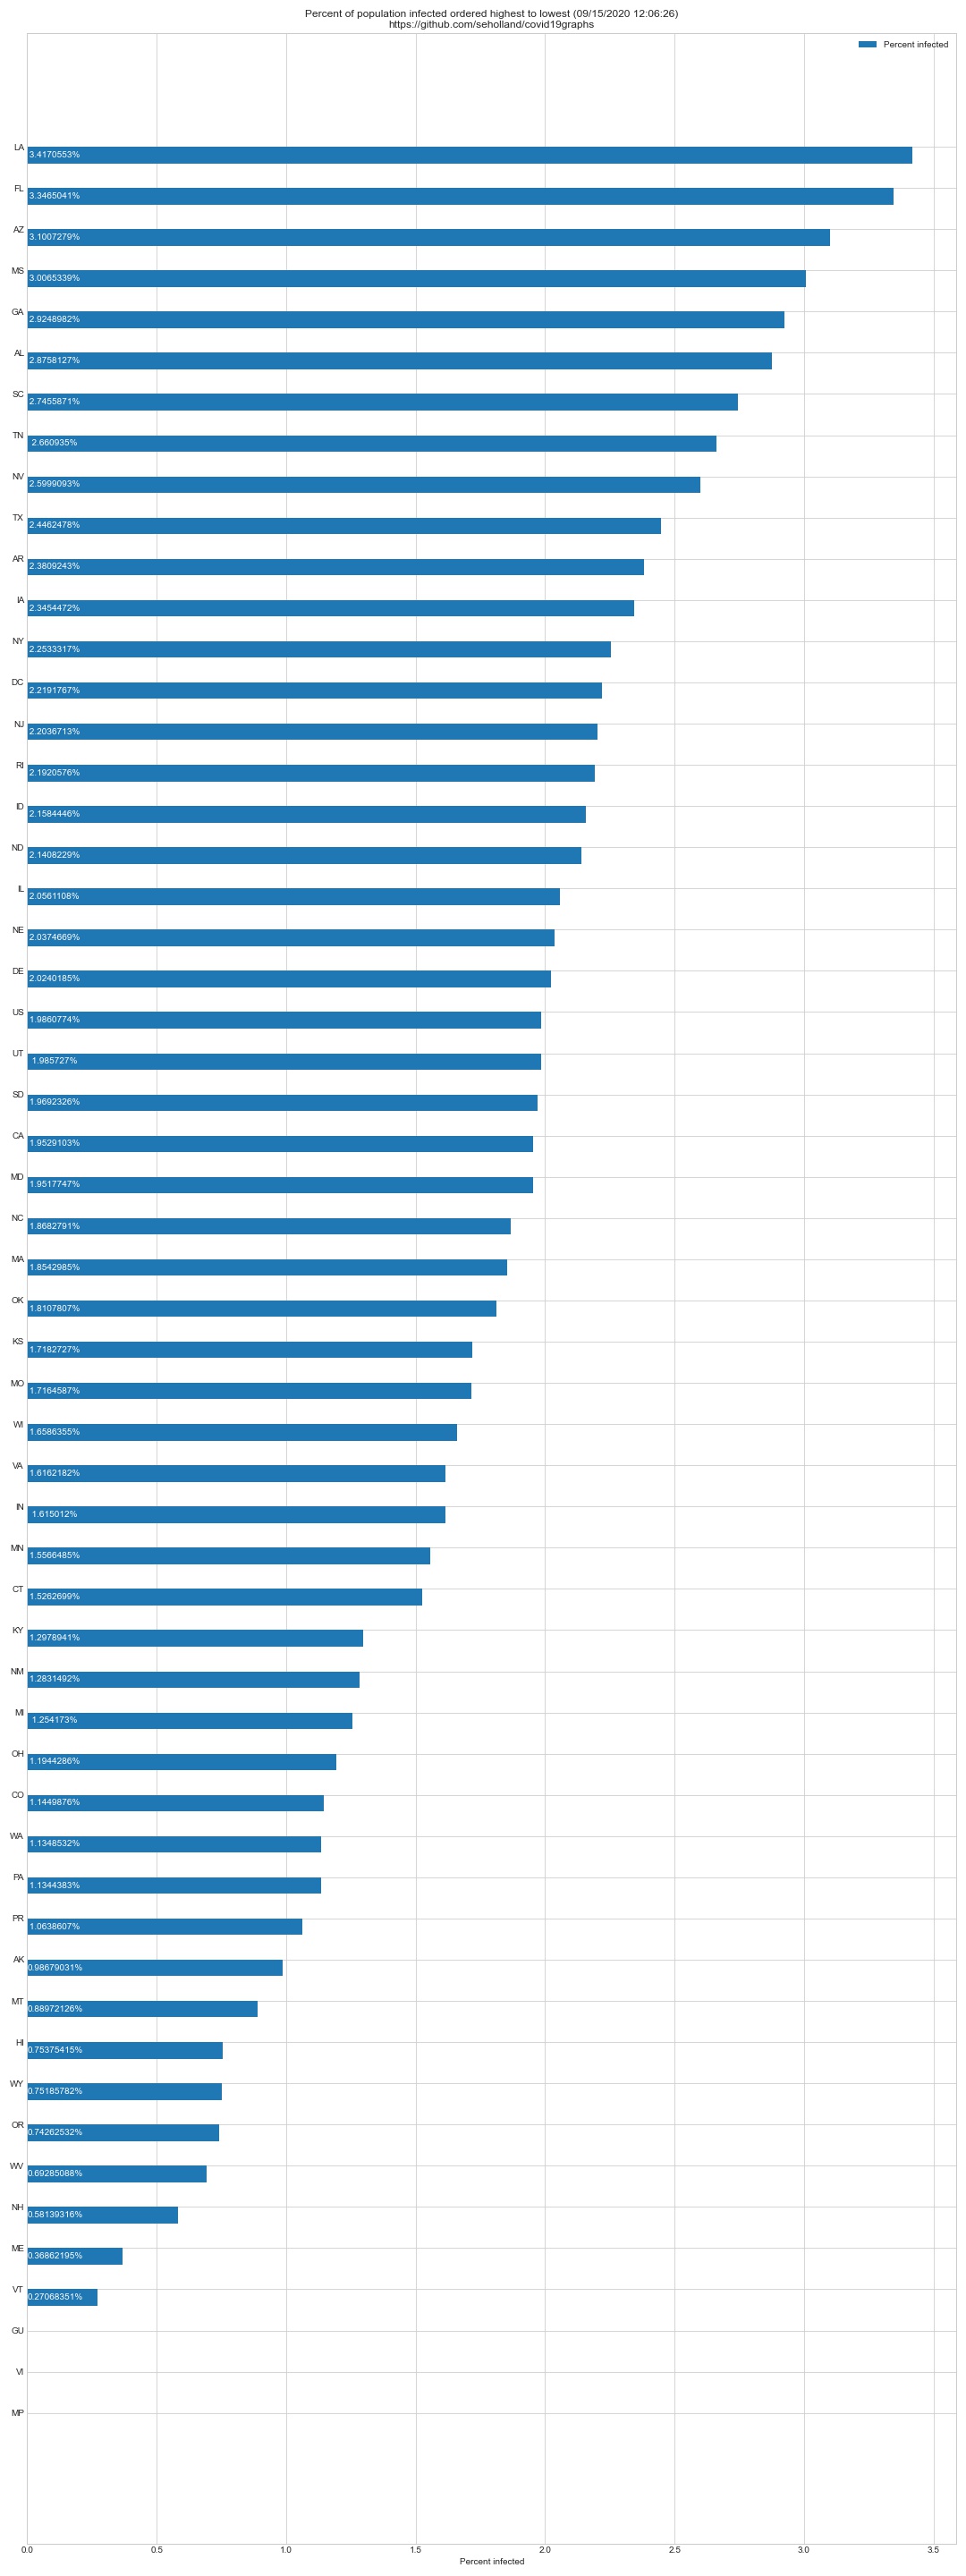 Percent of population infected ordered highest to lowest (09/15/2020 12:06:26)
https://github.com/seholland/covid19graphs
Percent infected
LA 3.4170553%
FL 3.3465041%
AZ 3.1007279%
MS 3.0065339%
GA 2.9248982%
AL 2.8758127%
SC 2.7455871%
TN 2.660935%
NV 2.5999093%
TX 2.4462478%
AR 2.3809243%
IA 2.3454472%
NY 2.2533317%
DC 2.2191767%
NJ 2.2036713%
RI 2.1920576%
ID 2.1584446%
ND 2.1408229%
IL 2.0561108%
NE 2.0374669%
DE 2.0240185%
US 1.9860774%
UT 1.985727%
SD 1.9692326%
CA 1.9529103%
MD 1.9517747%
NC 1.8682791%
MA 1.8542985%
OK 1.8107807%
KS 1.7182727%
MO 1.7164587%
WI 1.6586355%
VA 1.6162182%
IN 1.615012%
MN 1.5566485%
CT 1.5262699%
KY 1.2978941%
NM 1.2831492%
MI 1.254173%
OH 1.1944286%
CO 1.1449876%
WA 1.1348532%
PA 1.1344383%
PR 1.0638607%
AK 0.98679031%
MT 0.88972126%
HI 0.75375415%
WY 0.75185782%
OR 0.74262532%
WV 0.69285088%
NH 0.58139316%
ME 0.36862195%
VT 0.27068351%
GU
VI
MP
0.0 0.5 1.0 1.5 2.0 2.5 3.0 3.5
Percent infected